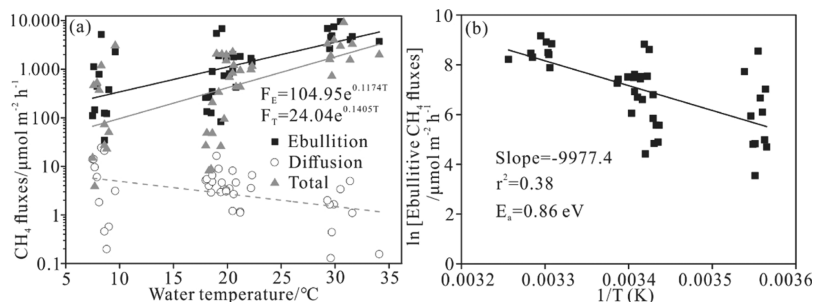 (a)
10.000
1.000
100
10
1
0.1
CH₄ fluxes/μmol m⁻² h⁻¹
F_E=104.95e^0.1174T
F_T=24.04e^0.1405T
Ebullition
Diffusion
Total
5 10 15 20 25 30 35
Water temperature/°C
(b)
10
8
6
4
2
0
ln [Ebullitive CH₄ fluxes]
/μmol m⁻² h⁻¹
Slope=-9977.4
r²=0.38
Eₐ=0.86 eV
0.0032 0.0033 0.0034 0.0035 0.0036
1/T (K)